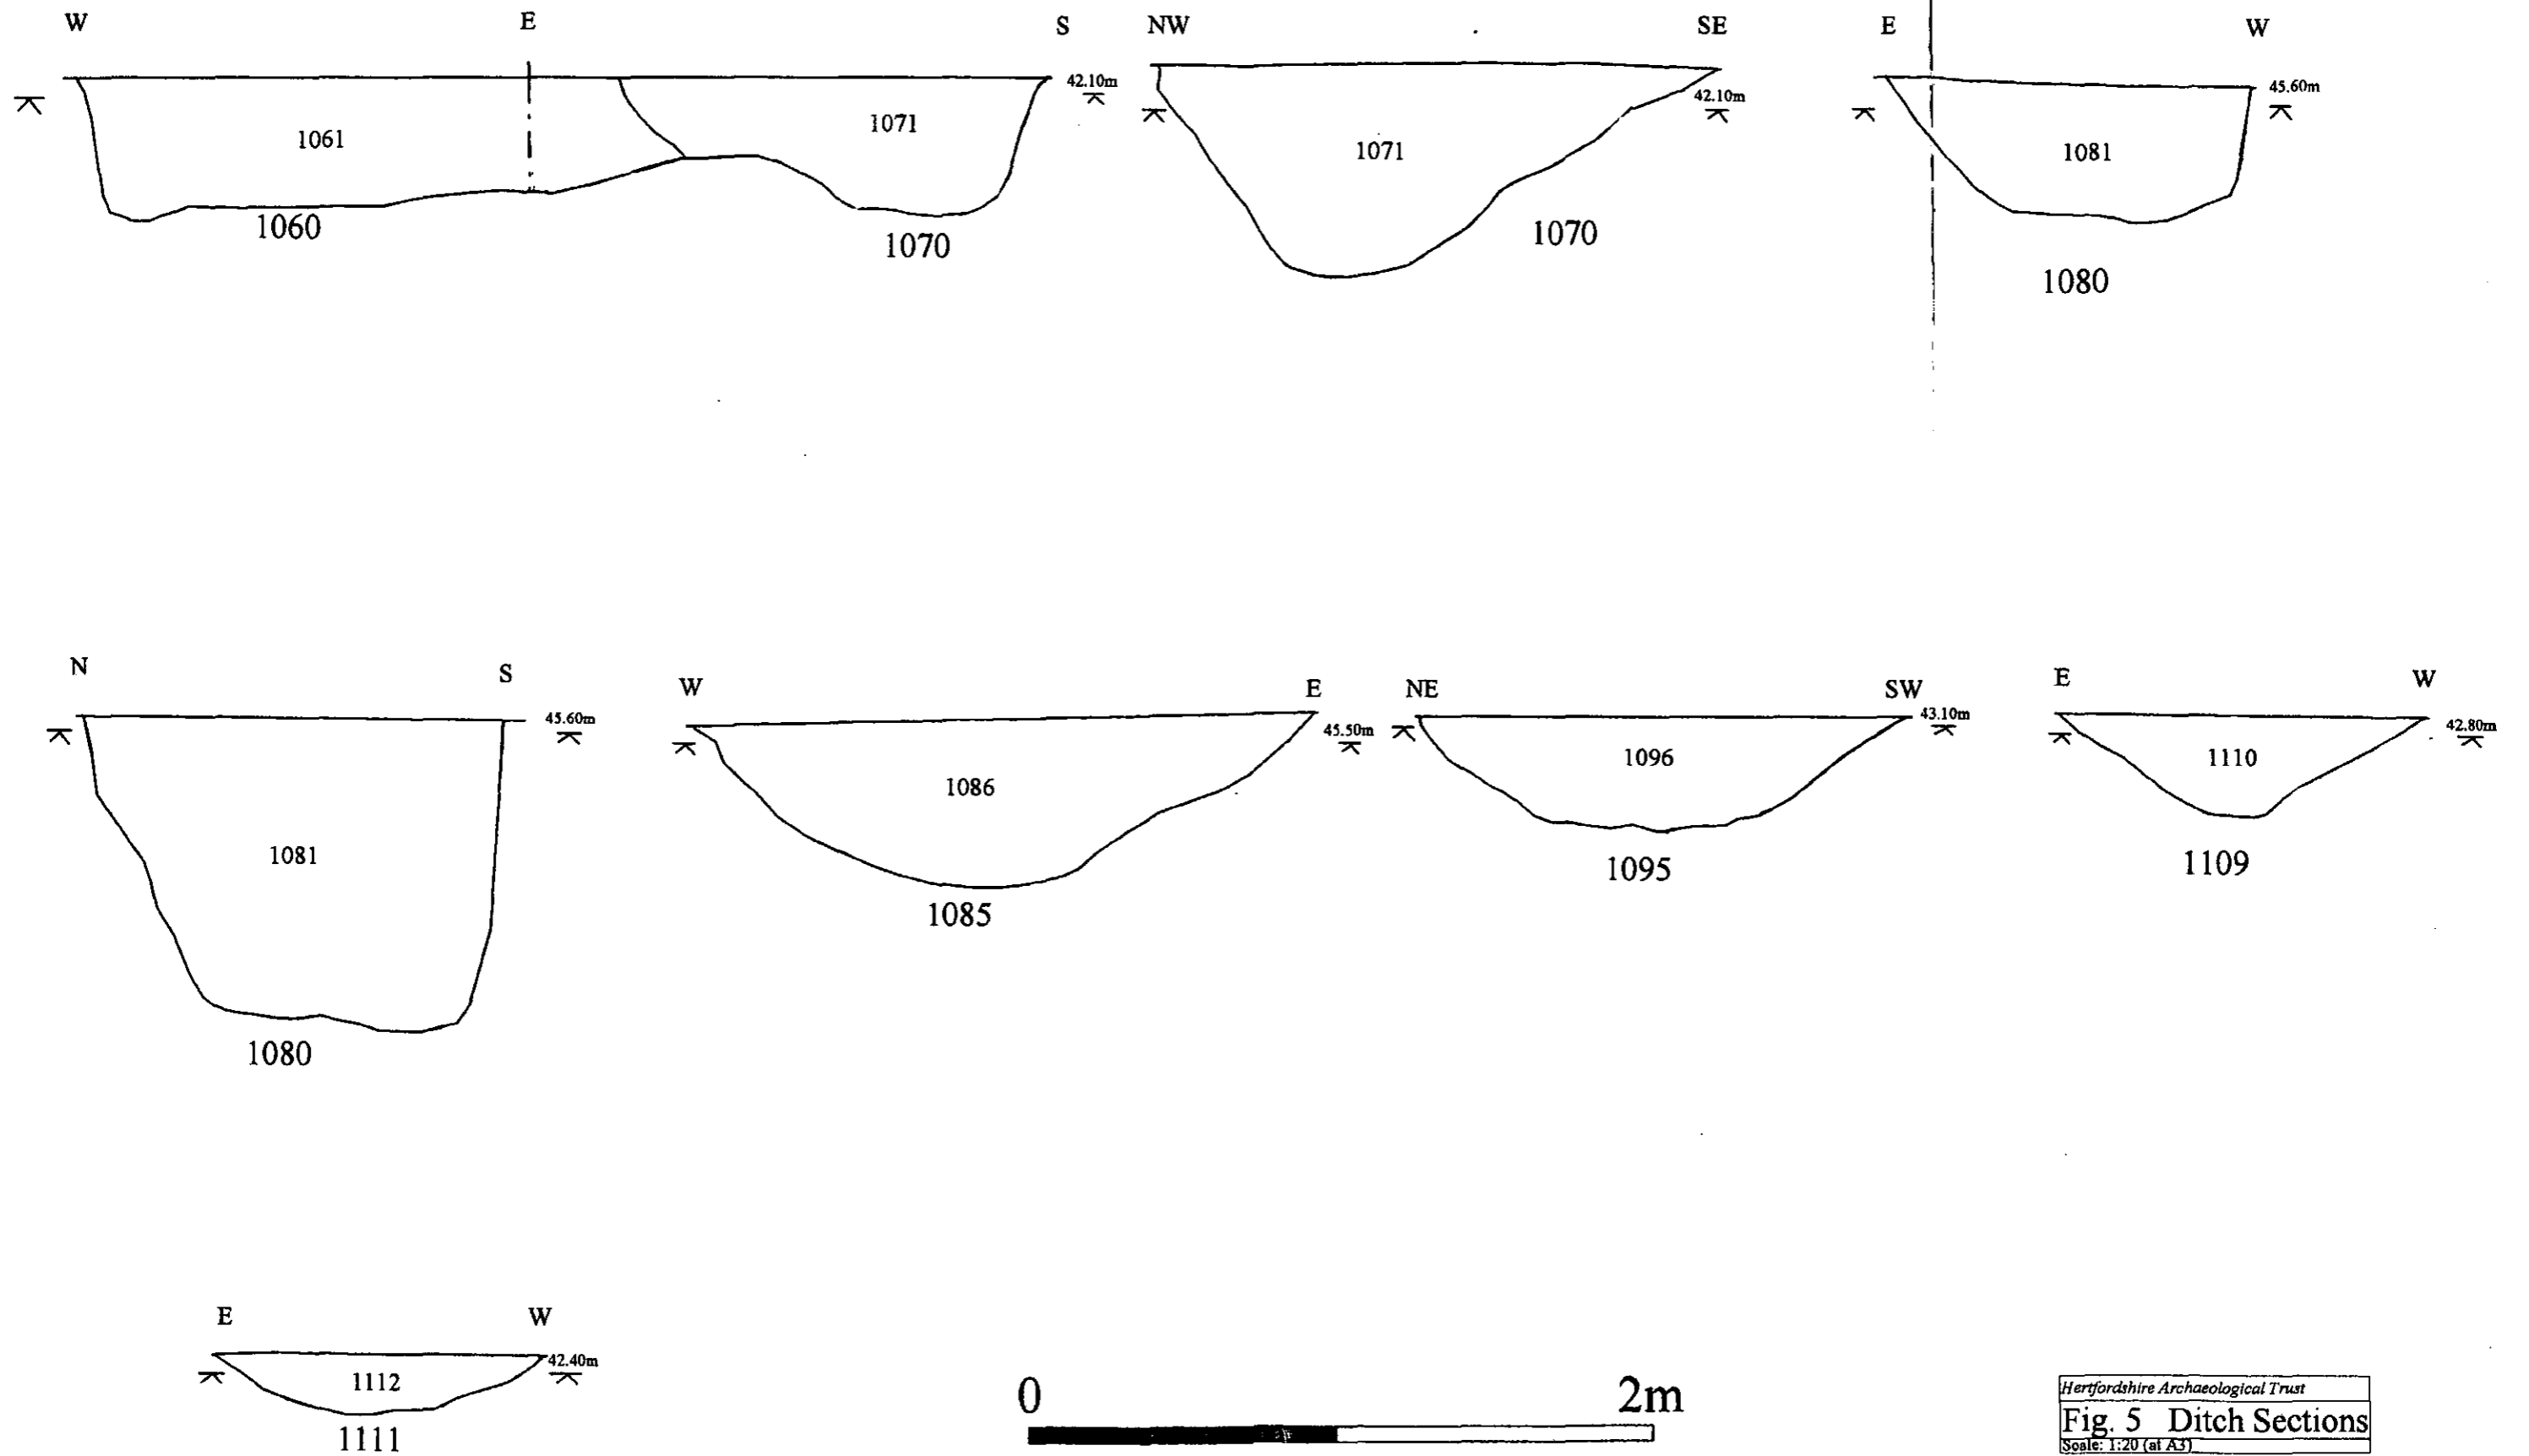 W E S NW SE E W
42.10m 42.10m 45.60m
1061 1071 1071 1081
1060 1070 1070 1080
N S W E NE SW E W
45.60m 45.50m 43.10m 42.80m
1081 1086 1096 1110
1080 1085 1095 1109
E W
42.40m
1112
1111
0 2m
Hertfordshire Archaeological Trust
Fig. 5 Ditch Sections
Scale: 1:20 (at A3)